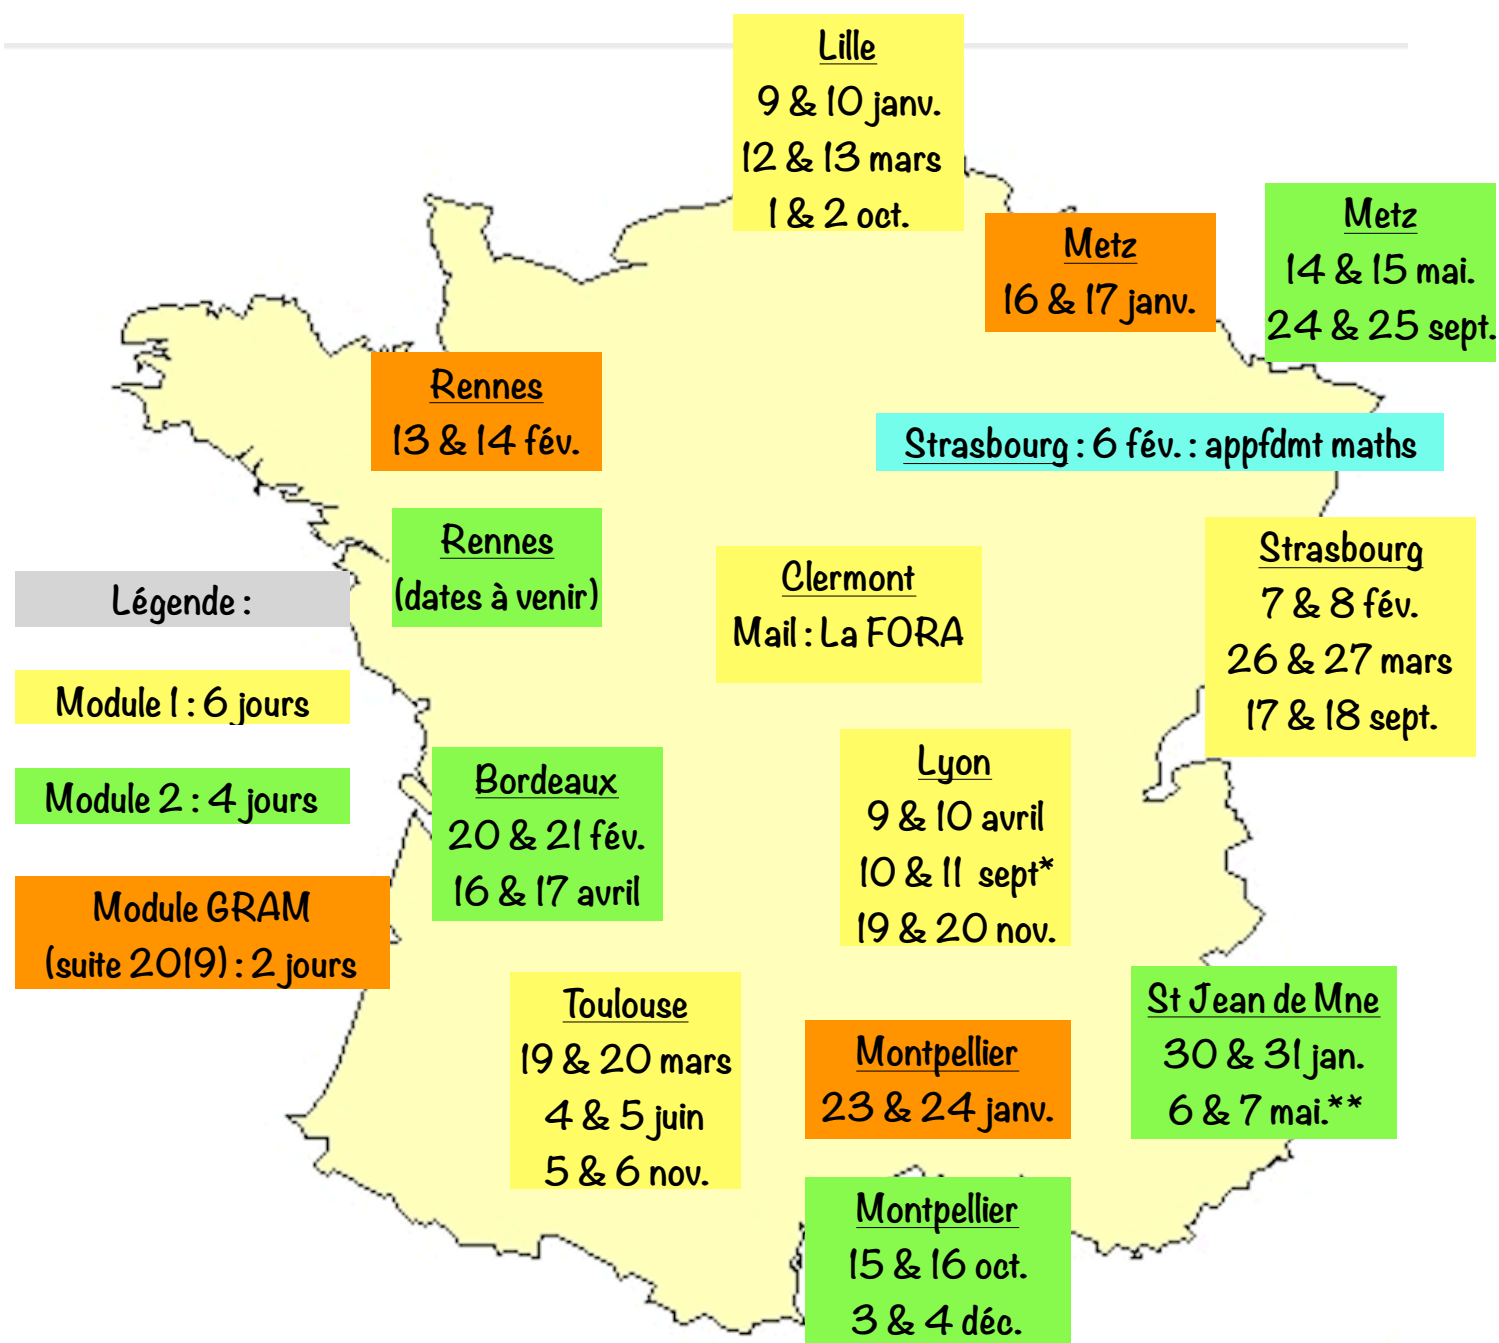 Lille
9 & 10 janv.
12 & 13 mars
1 & 2 oct.
Metz
16 & 17 janv.
Metz
14 & 15 mai.
24 & 25 sept.
Rennes
13 & 14 fév.
Strasbourg : 6 fév. : appfdmt maths
Rennes
(dates à venir)
Clermont
Mail : La FORA
Strasbourg
7 & 8 fév.
26 & 27 mars
17 & 18 sept.
Légende :
Module 1 : 6 jours
Module 2 : 4 jours
Module GRAM
(suite 2019) : 2 jours
Bordeaux
20 & 21 fév.
16 & 17 avril
Lyon
9 & 10 avril
10 & 11 sept*
19 & 20 nov.
Toulouse
19 & 20 mars
4 & 5 juin
5 & 6 nov.
Montpellier
23 & 24 janv.
St Jean de Mne
30 & 31 jan.
6 & 7 mai.**
Montpellier
15 & 16 oct.
3 & 4 déc.